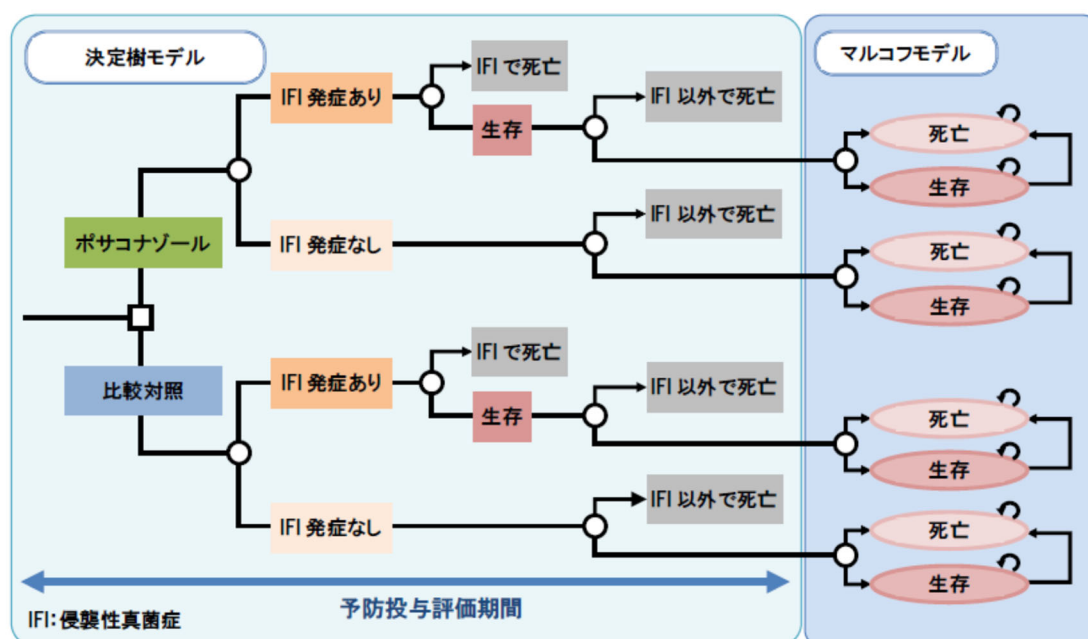 決定樹モデル
マルコフモデル
IFI 発症あり
IFI で死亡
生存
IFI 以外で死亡
死亡
生存
ポサコナゾール
IFI 発症なし
IFI 以外で死亡
死亡
生存
比較対照
IFI 発症あり
IFI で死亡
生存
IFI 以外で死亡
死亡
生存
IFI 発症なし
IFI 以外で死亡
死亡
生存
予防投与評価期間
IFI：侵襲性真菌症